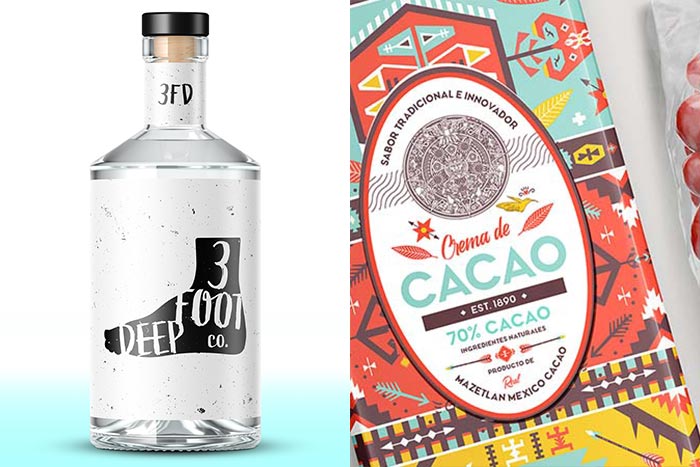 3FD
3
FOOT
DEEP
CO.
SABOR TRADICIONAL E INNOVADOR
Crema de
CACAO
EST. 1890
70% CACAO
INGREDIENTES NATURALES
PRODUCTO DE
Real
MAZETLAN MEXICO CACAO